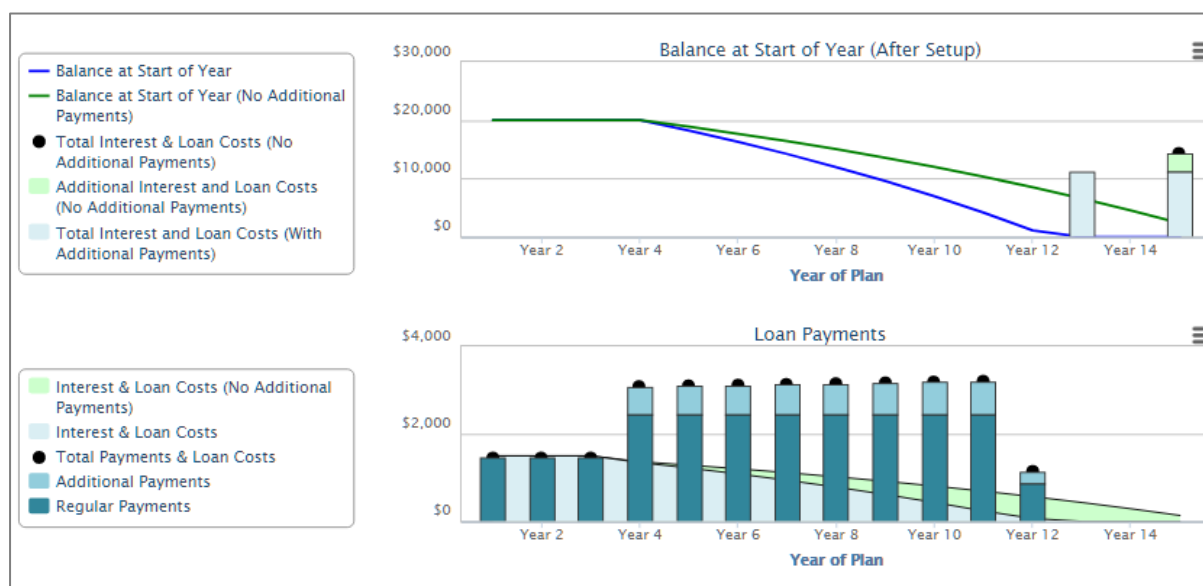 Balance at Start of Year (After Setup)
Balance at Start of Year
Balance at Start of Year (No Additional
Payments)
Total Interest & Loan Costs (No
Additional Payments)
Additional Interest and Loan Costs
(No Additional Payments)
Total Interest and Loan Costs (With
Additional Payments)
$30,000
$20,000
$10,000
$0
Year 2 Year 4 Year 6 Year 8 Year 10 Year 12 Year 14
Year of Plan
Loan Payments
Interest & Loan Costs (No Additional
Payments)
Interest & Loan Costs
Total Payments & Loan Costs
Additional Payments
Regular Payments
$4,000
$2,000
$0
Year 2 Year 4 Year 6 Year 8 Year 10 Year 12 Year 14
Year of Plan